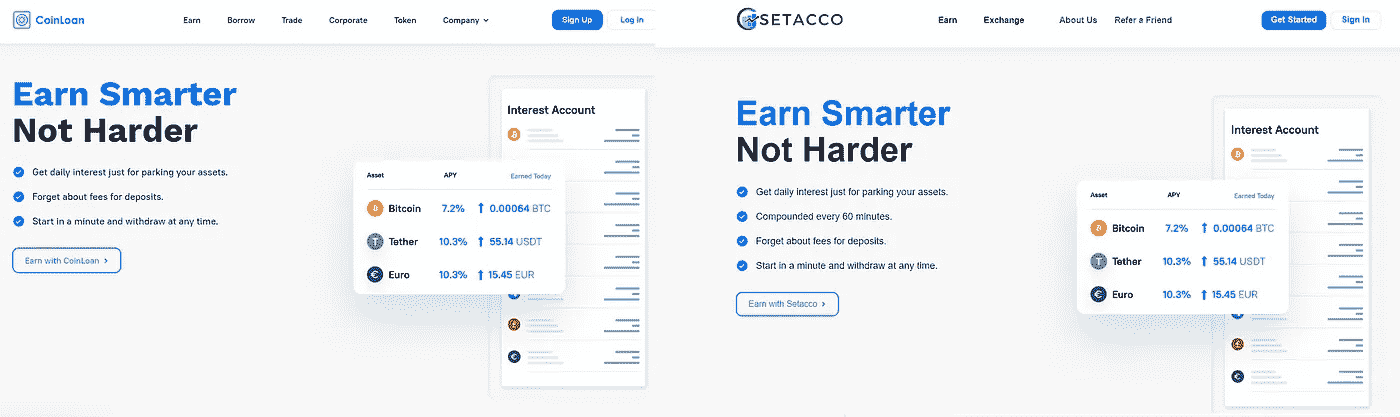 CoinLoan
Earn Borrow Trade Corporate Token Company
Sign Up Log in
Earn Smarter
Not Harder
Get daily interest just for parking your assets.
Forget about fees for deposits.
Start in a minute and withdraw at any time.
Earn with CoinLoan
Interest Account
Asset APY Earned Today
Bitcoin 7.2% 0.00064 BTC
Tether 10.3% 55.14 USDT
Euro 10.3% 15.45 EUR
SETACCO
Earn Exchange About Us Refer a Friend
Get Started Sign In
Earn Smarter
Not Harder
Get daily interest just for parking your assets.
Compounded every 60 minutes.
Forget about fees for deposits.
Start in a minute and withdraw at any time.
Earn with Setacco
Interest Account
Asset APY Earned Today
Bitcoin 7.2% 0.00064 BTC
Tether 10.3% 55.14 USDT
Euro 10.3% 15.45 EUR